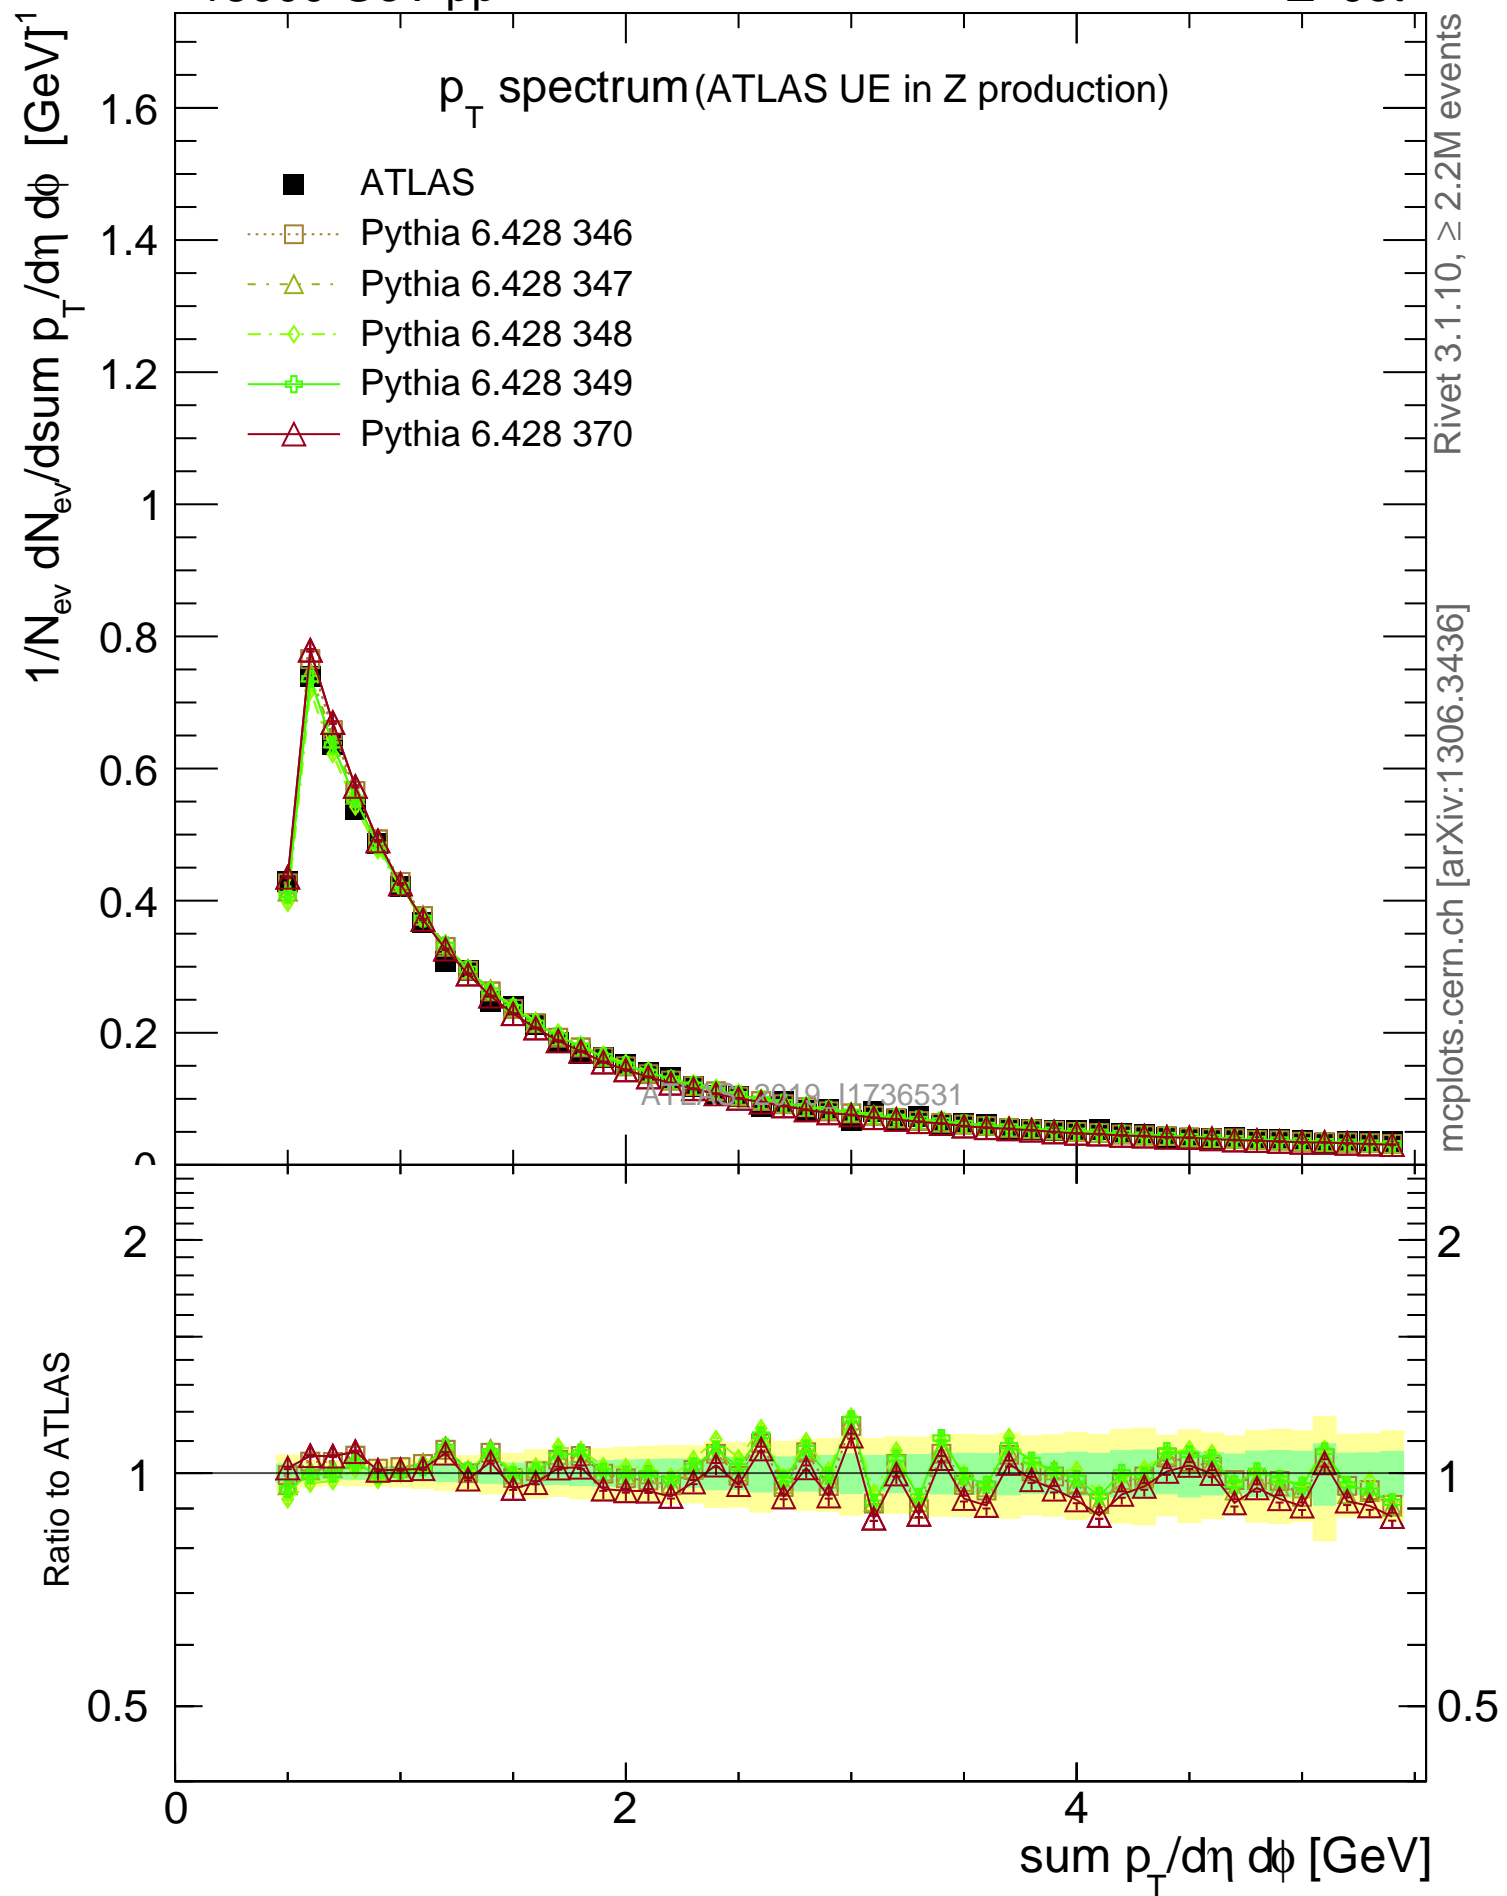 p_T spectrum (ATLAS UE in Z production)
ATLAS
Pythia 6.428 346
Pythia 6.428 347
Pythia 6.428 348
Pythia 6.428 349
Pythia 6.428 370
1/N_ev dN_ev/dsum p_T/dη dϕ [GeV]^-1
1.6
1.4
1.2
1
0.8
0.6
0.4
0.2
0
ATLAS_2019_I1736531
Rivet 3.1.10, ≥ 2.2M events
mcplots.cern.ch [arXiv:1306.3436]
Ratio to ATLAS
2
1
0.5
2
1
0.5
0
2
4
sum p_T/dη dϕ [GeV]